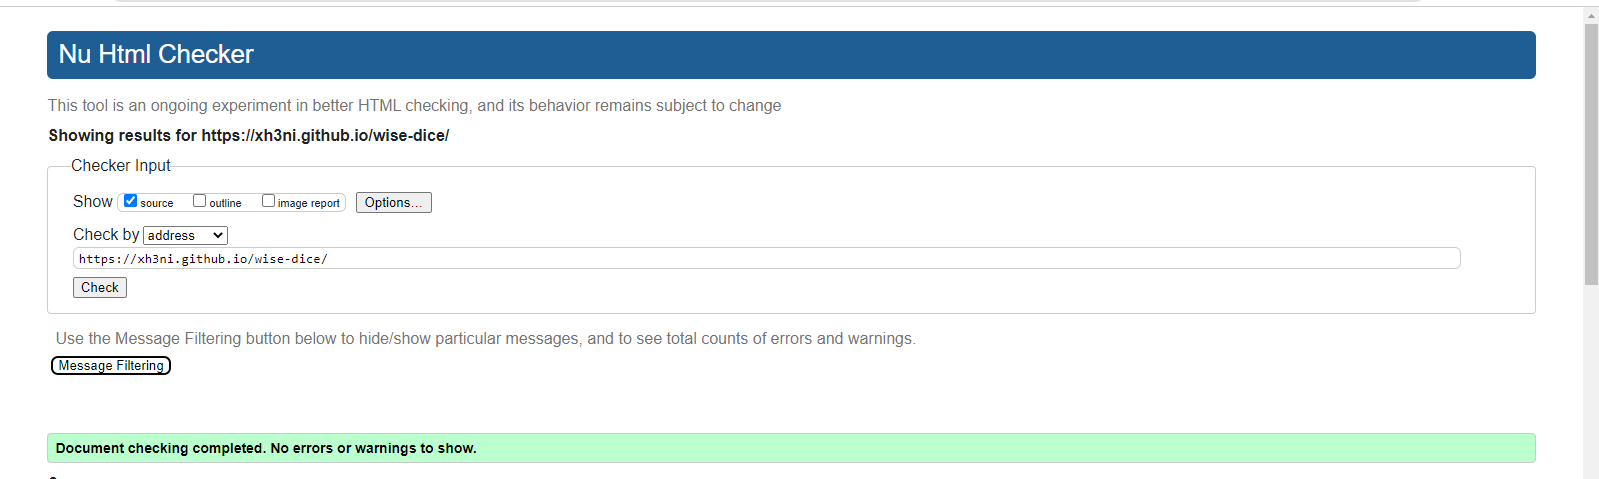 Nu Html Checker
This tool is an ongoing experiment in better HTML checking, and its behavior remains subject to change
Showing results for https://xh3ni.github.io/wise-dice/
Checker Input
Show source outline image report Options...
Check by address
https://xh3ni.github.io/wise-dice/
Check
Use the Message Filtering button below to hide/show particular messages, and to see total counts of errors and warnings.
Message Filtering
Document checking completed. No errors or warnings to show.